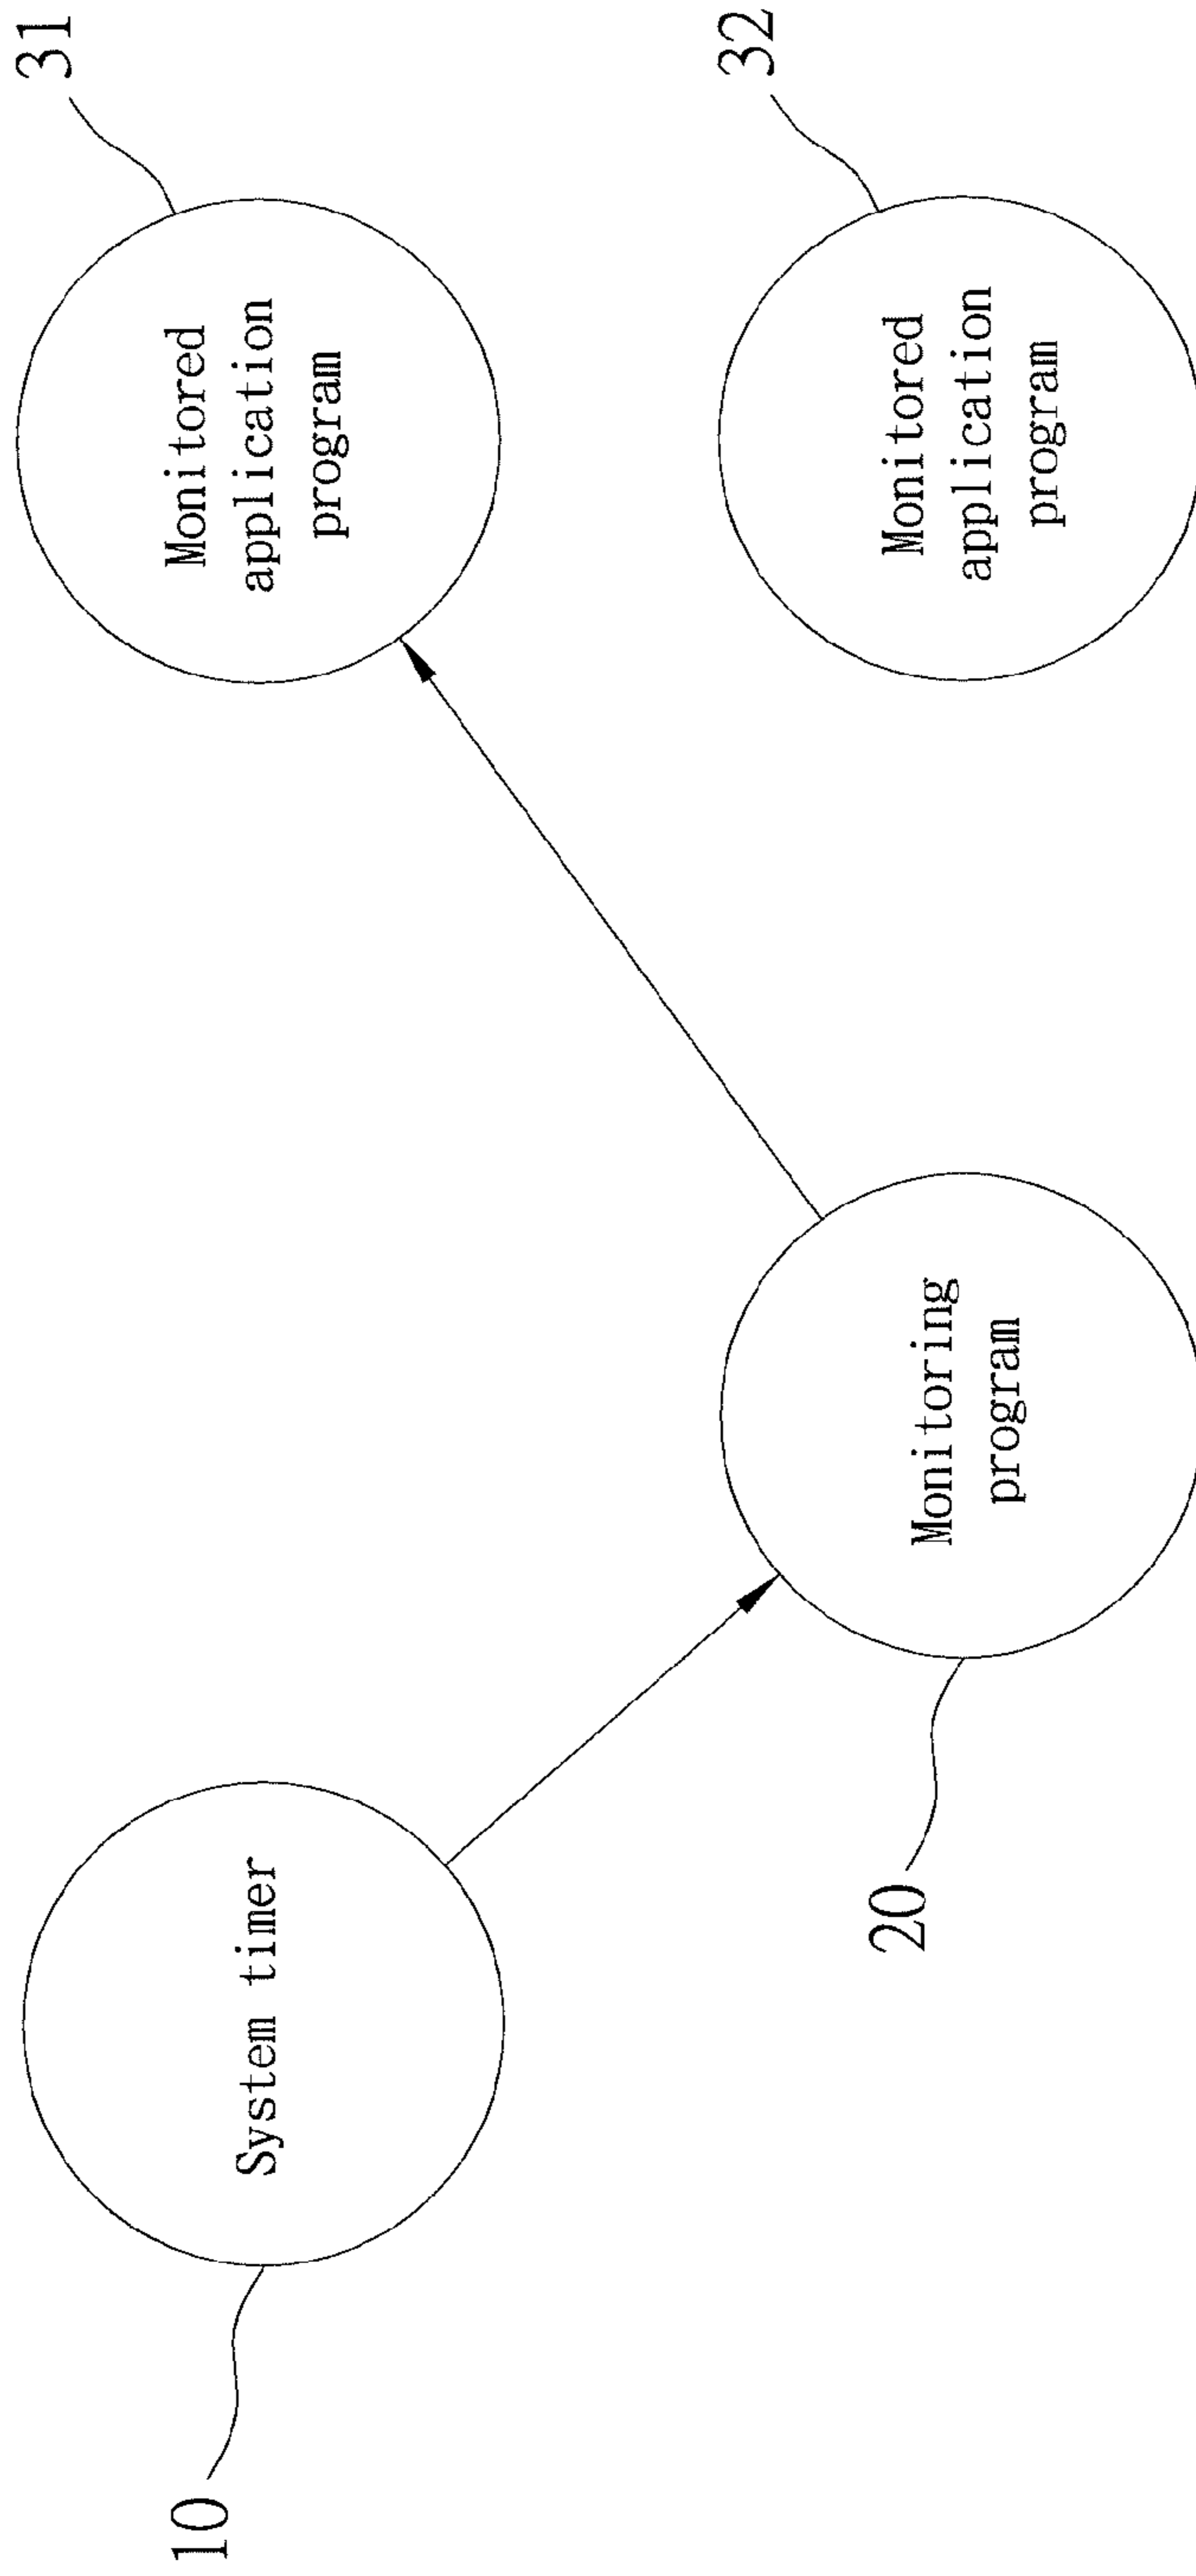 10
System timer
20
Monitoring
program
31
Monitored
application
program
32
Monitored
application
program